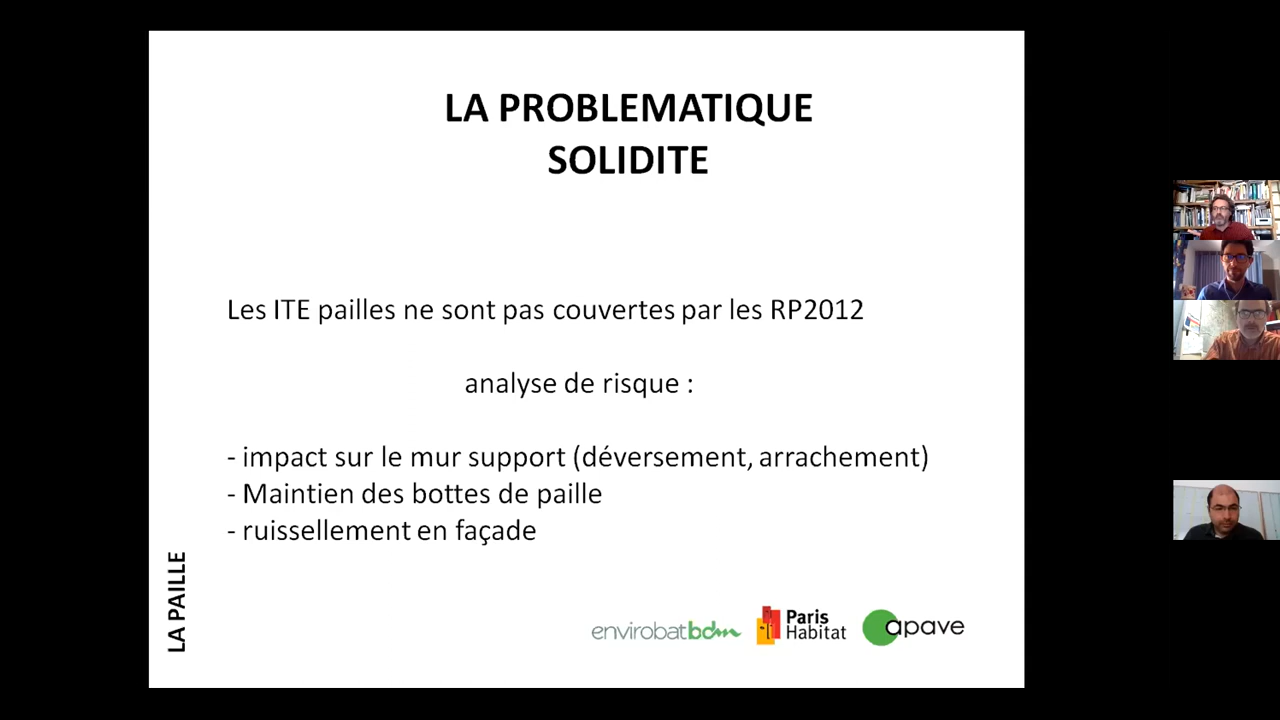 LA PROBLEMATIQUE
SOLIDITE
Les ITE pailles ne sont pas couvertes par les RP2012
analyse de risque :
- impact sur le mur support (déversement, arrachement)
- Maintien des bottes de paille
- ruissellement en façade
LA PAILLE
envirobatbdm
Paris
Habitat
apave